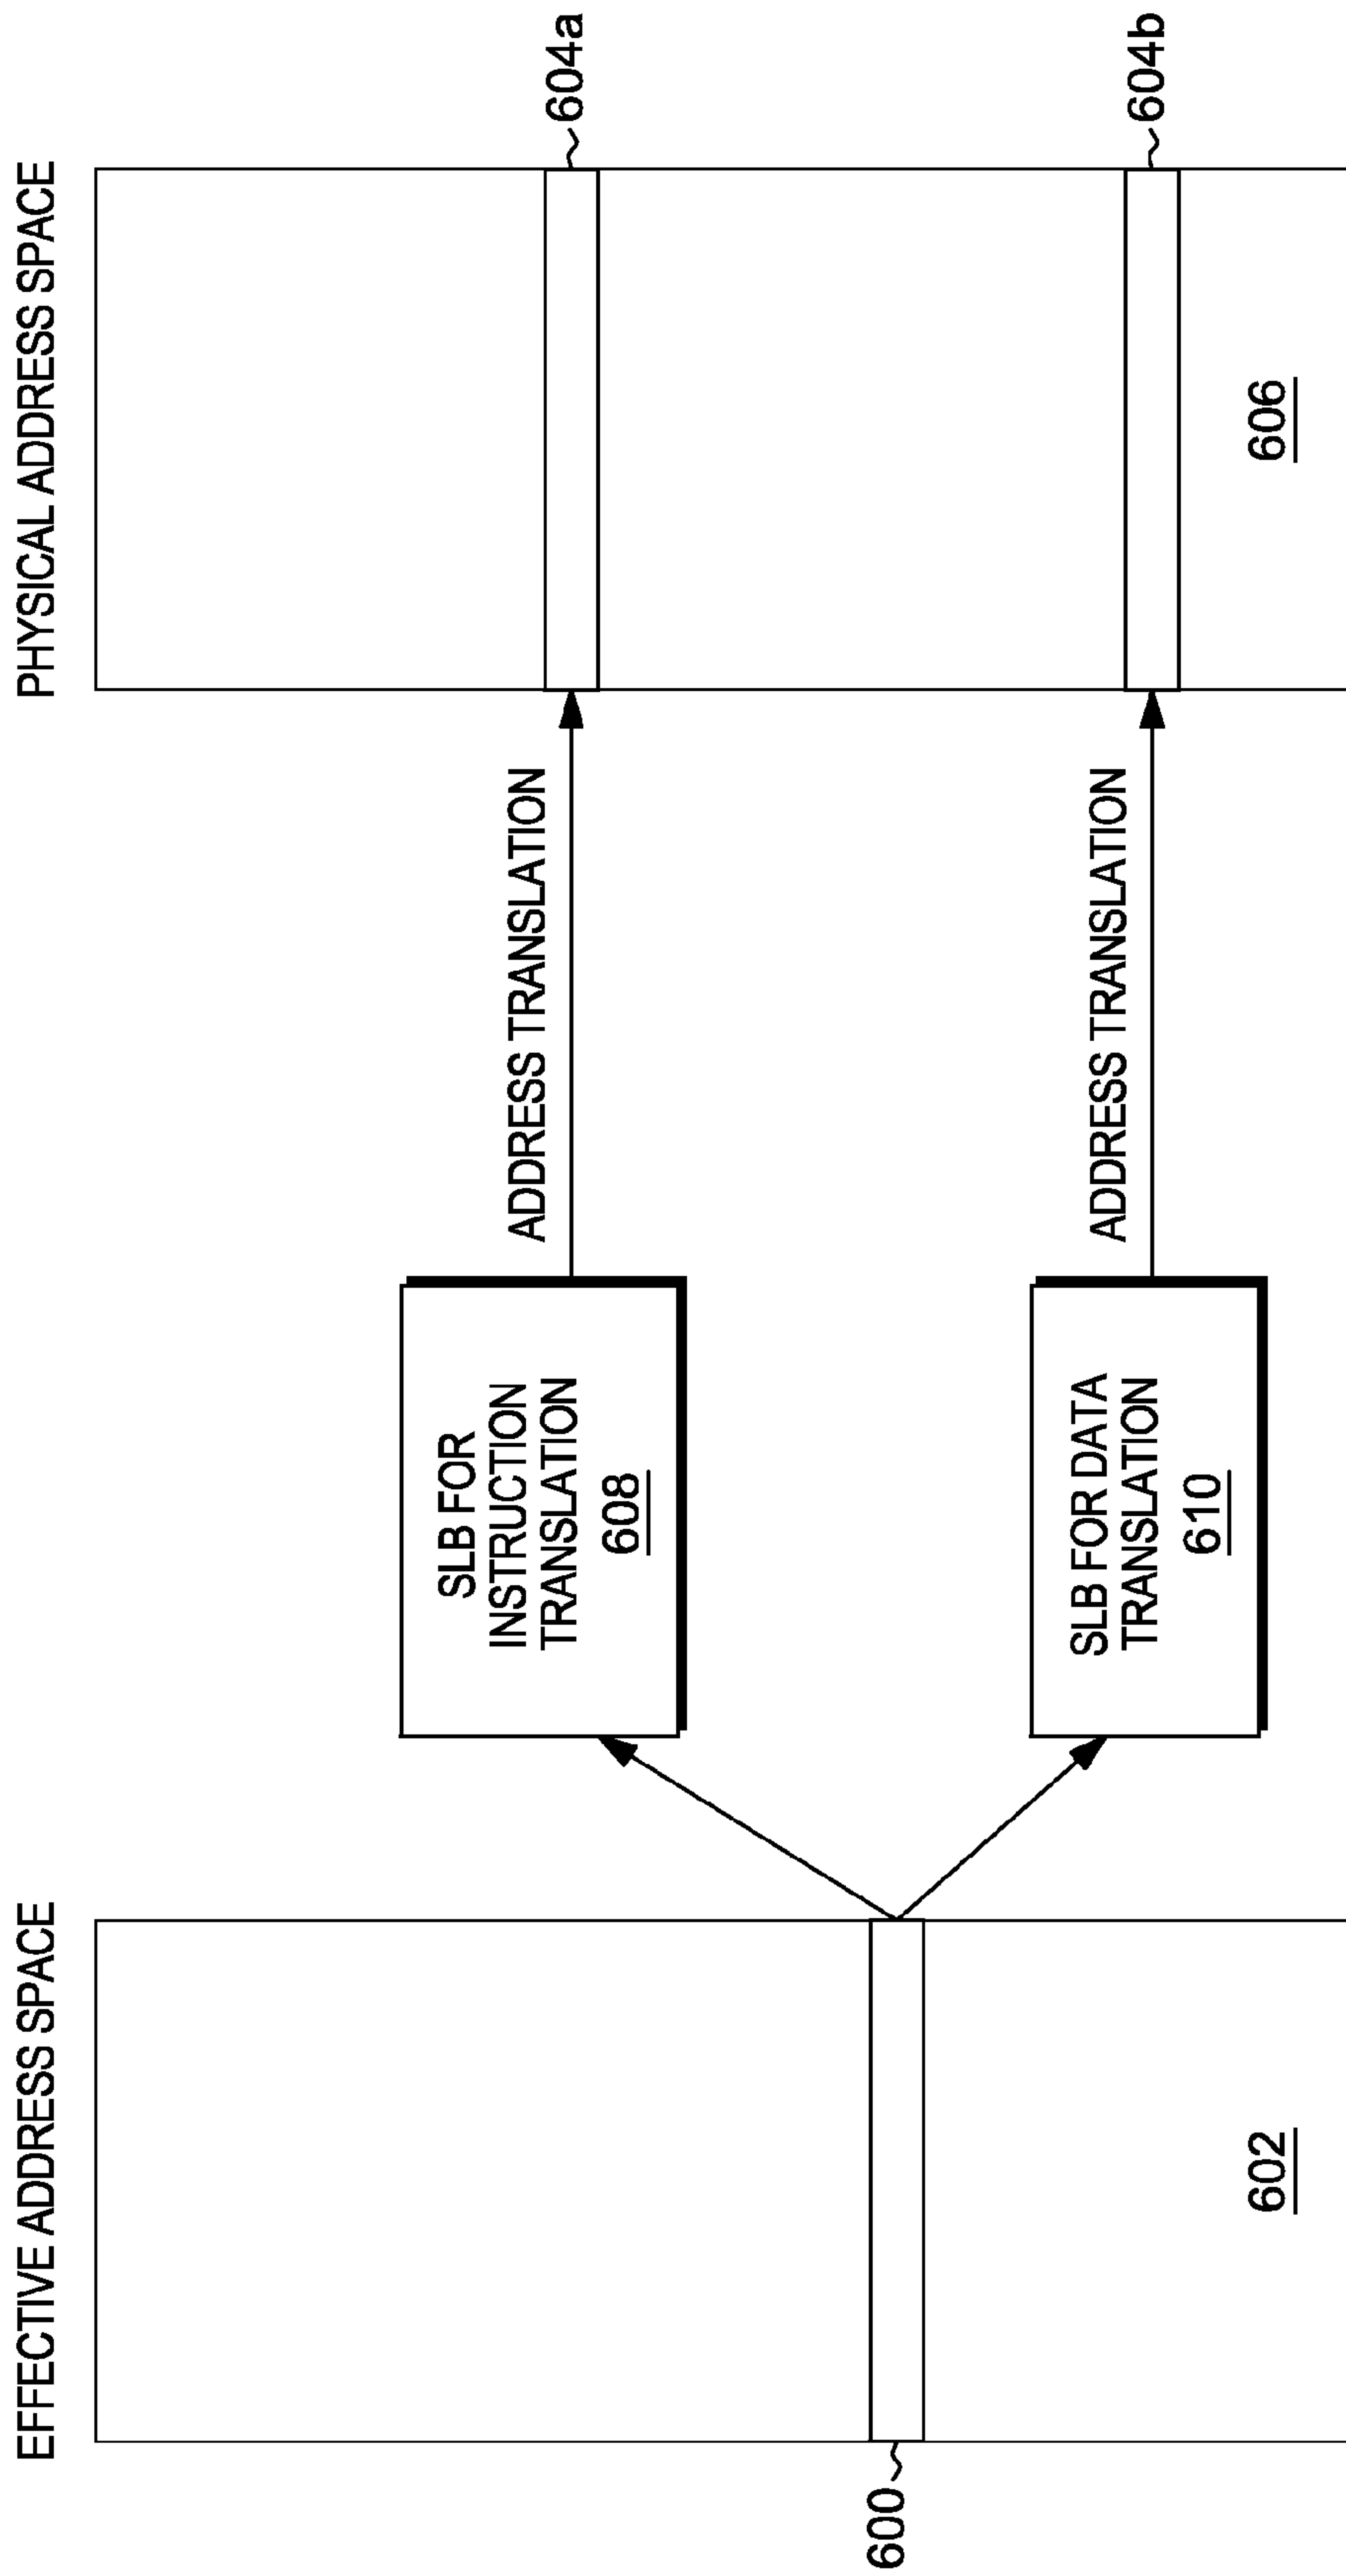 EFFECTIVE ADDRESS SPACE
PHYSICAL ADDRESS SPACE
SLB FOR
INSTRUCTION
TRANSLATION
608
ADDRESS TRANSLATION
604a
600
SLB FOR DATA
TRANSLATION
610
ADDRESS TRANSLATION
604b
602
606